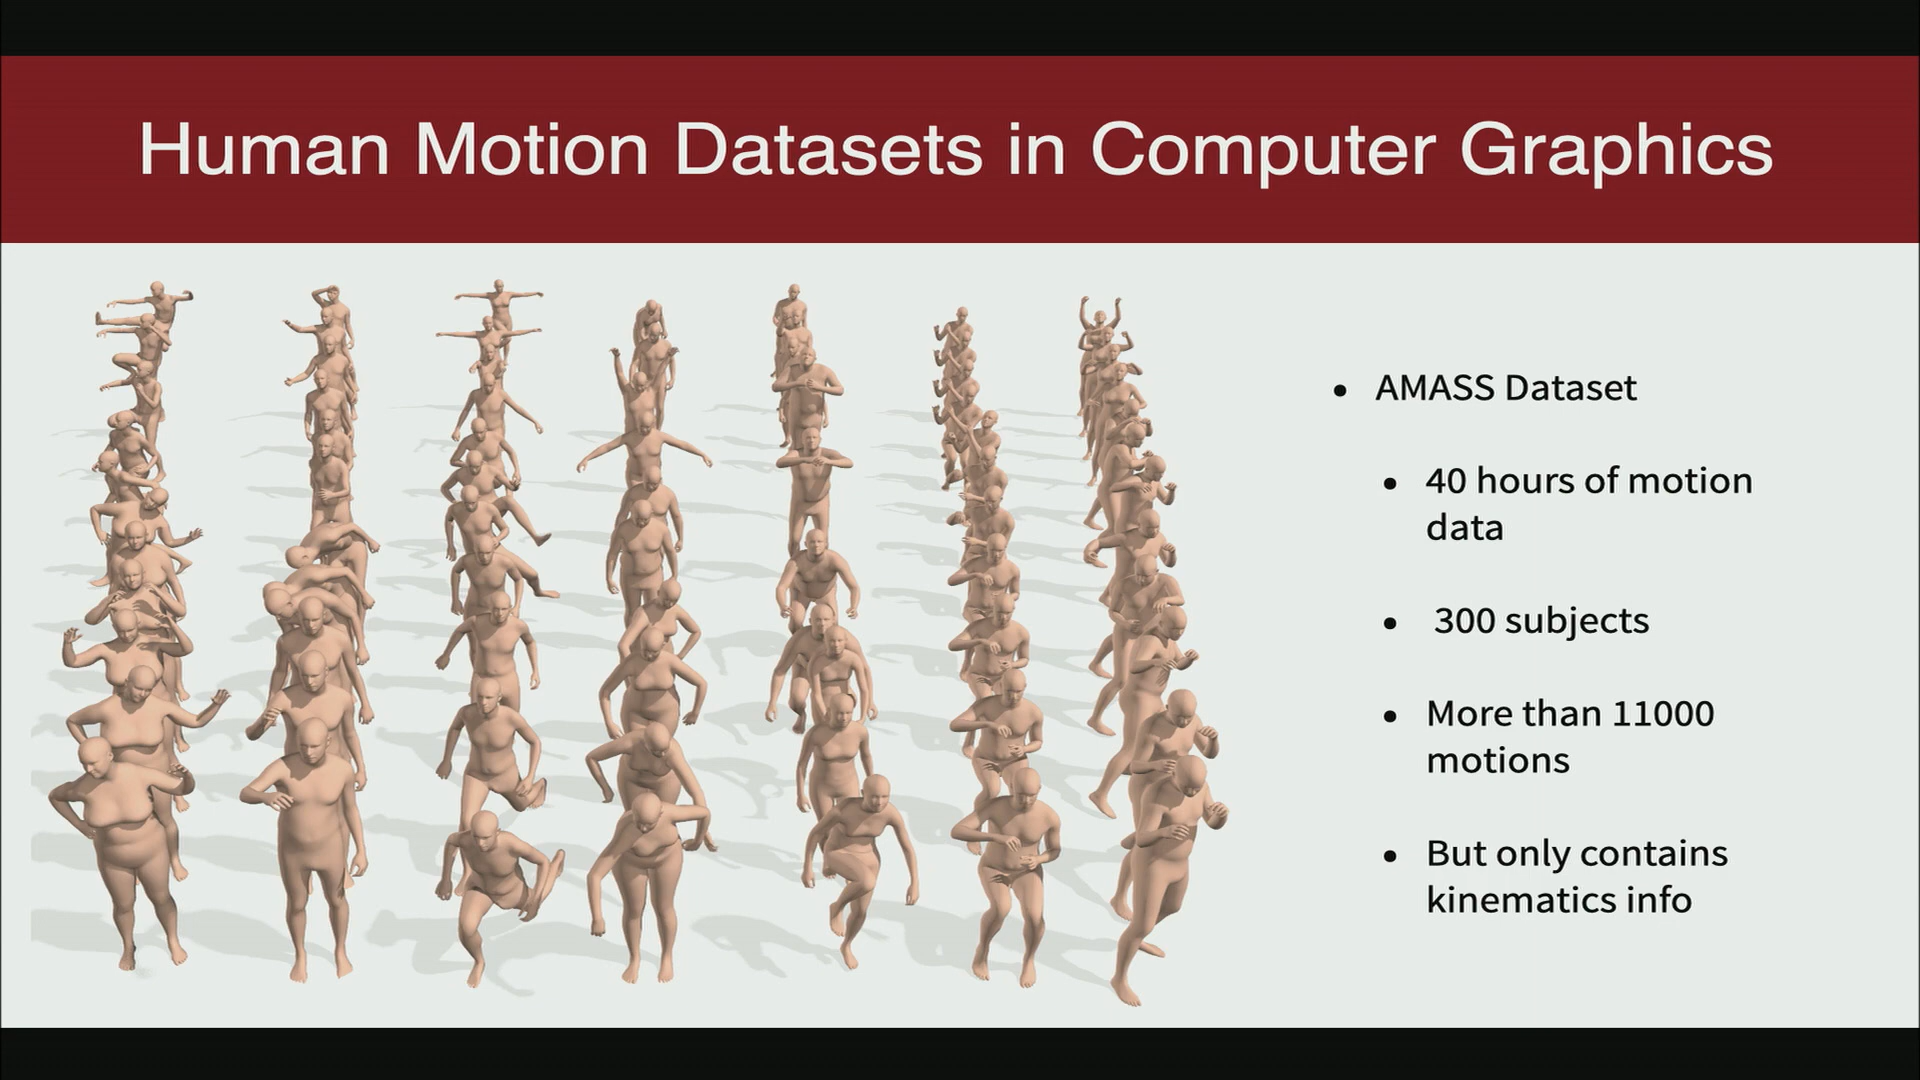 Human Motion Datasets in Computer Graphics
• AMASS Dataset
• 40 hours of motion
data
• 300 subjects
• More than 11000
motions
• But only contains
kinematics info